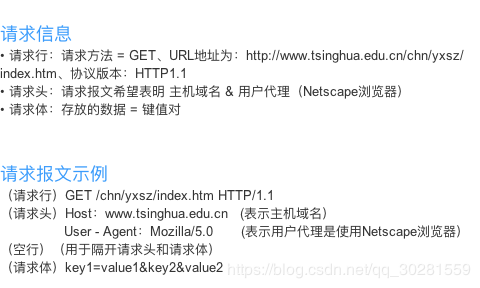 请求信息
• 请求行：请求方法 = GET、URL地址为：http://www.tsinghua.edu.cn/chn/yxsz/
index.htm、协议版本：HTTP1.1
• 请求头：请求报文希望表明 主机域名 & 用户代理（Netscape浏览器）
• 请求体：存放的数据 = 键值对
请求报文示例
（请求行）GET /chn/yxsz/index.htm HTTP/1.1
（请求头）Host：www.tsinghua.edu.cn （表示主机域名）
User - Agent：Mozilla/5.0 （表示用户代理是使用Netscape浏览器）
（空行）（用于隔开请求头和请求体）
（请求体）key1=value1&key2&value2
https://blog.csdn.net/qq_30281559